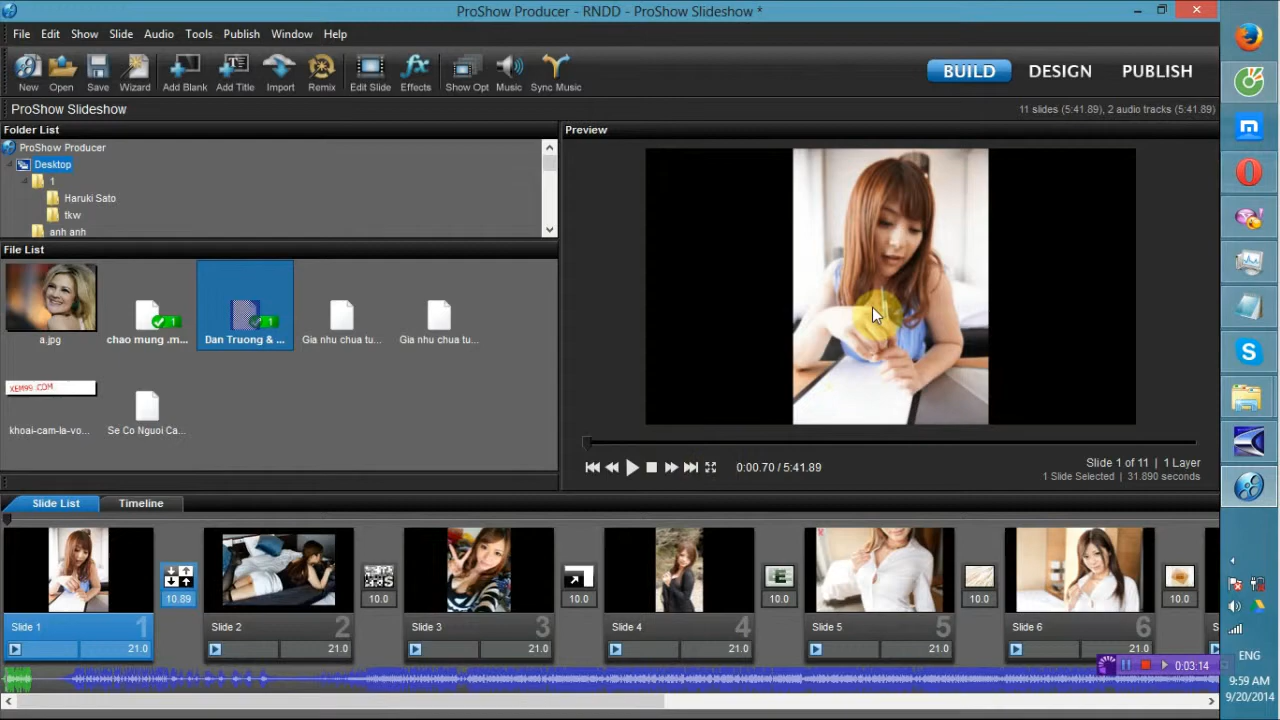 ProShow Producer - RNDD - ProShow Slideshow *
File Edit Show Slide Audio Tools Publish Window Help
New Open Save Wizard Add Blank Add Title Import Remix Edit Slide Effects Show Opt Music Sync Music
BUILD DESIGN PUBLISH
ProShow Slideshow
11 slides (5:41.89), 2 audio tracks (5:41.89)
Folder List
Preview
ProShow Producer
Desktop
1
Haruki Sato
tkw
anh anh
File List
a.jpg
chao mung .m...
1
Dan Truong & ...
1
Gia nhu chua tu...
Gia nhu chua tu...
XEM99 .COM
khoai-cam-la-vo...
Se Co Nguoi Ca...
0:00.70 / 5:41.89
Slide 1 of 11 | 1 Layer
1 Slide Selected | 31.890 seconds
Slide List Timeline
10.89 10.0 10.0 10.0 10.0 10.0
Slide 1 1 Slide 2 2 Slide 3 3 Slide 4 4 Slide 5 5 Slide 6 6
21.0 21.0 21.0 21.0 21.0 21.0
0:03:14
ENG
9:59 AM
9/20/2014